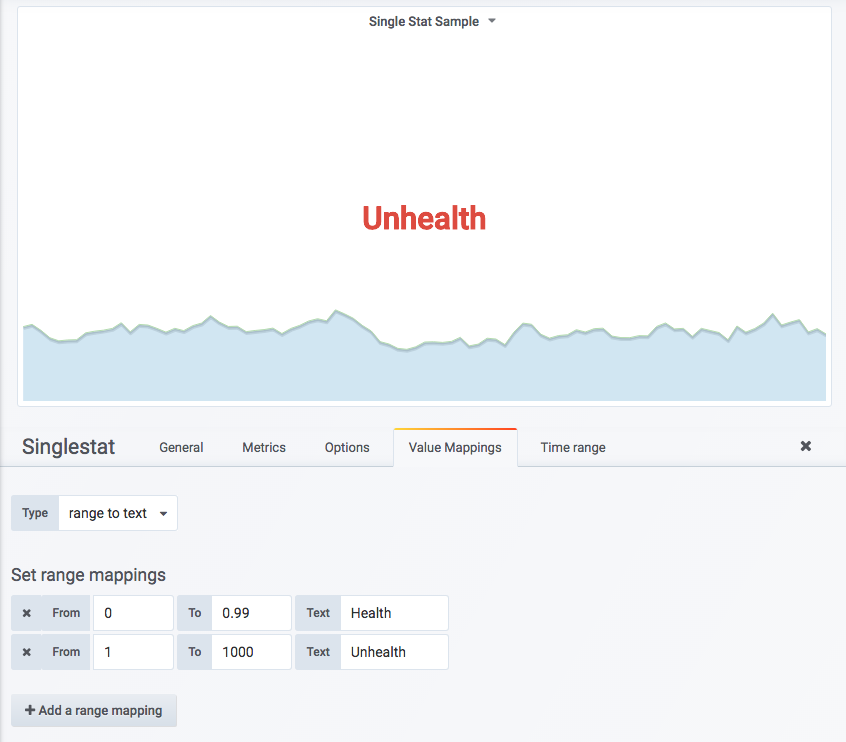 Single Stat Sample
Unhealth
Singlestat General Metrics Options Value Mappings Time range
Type range to text
Set range mappings
From 0 To 0.99 Text Health
From 1 To 1000 Text Unhealth
Add a range mapping